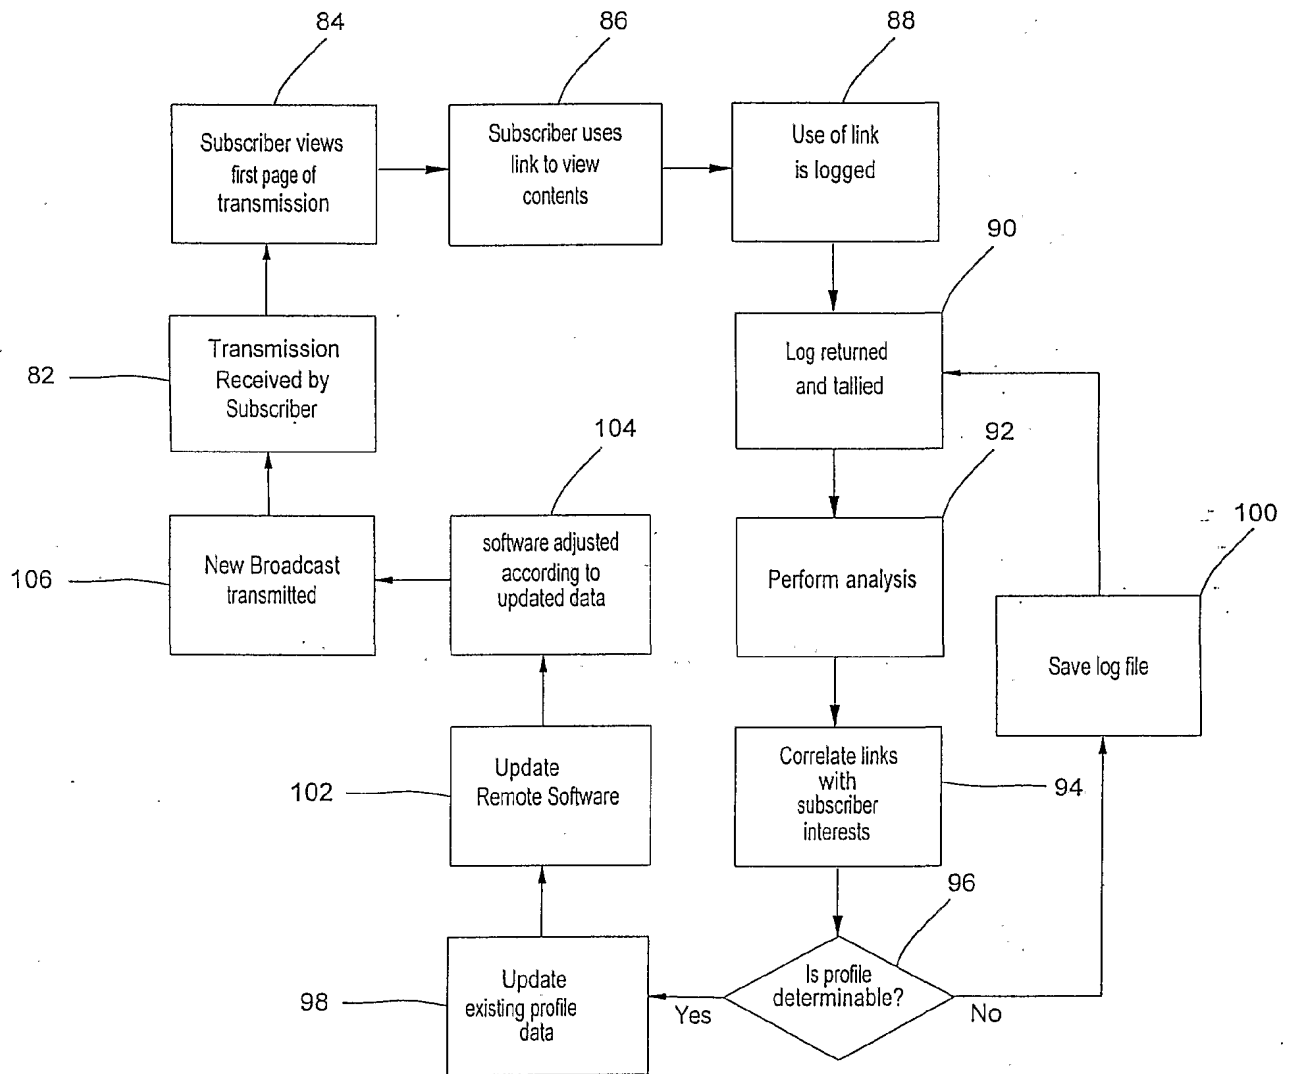 84
86
88
Subscriber views
first page of
transmission
Subscriber uses
link to view
contents
Use of link
is logged
90
82
Transmission
Received by
Subscriber
Log returned
and tallied
104
92
100
106
New Broadcast
transmitted
software adjusted
according to
updated data
Perform analysis
Save log file
102
Update
Remote Software
Correlate links
with
subscriber
interests
94
96
98
Update
existing profile
data
Yes
Is profile
determinable?
No